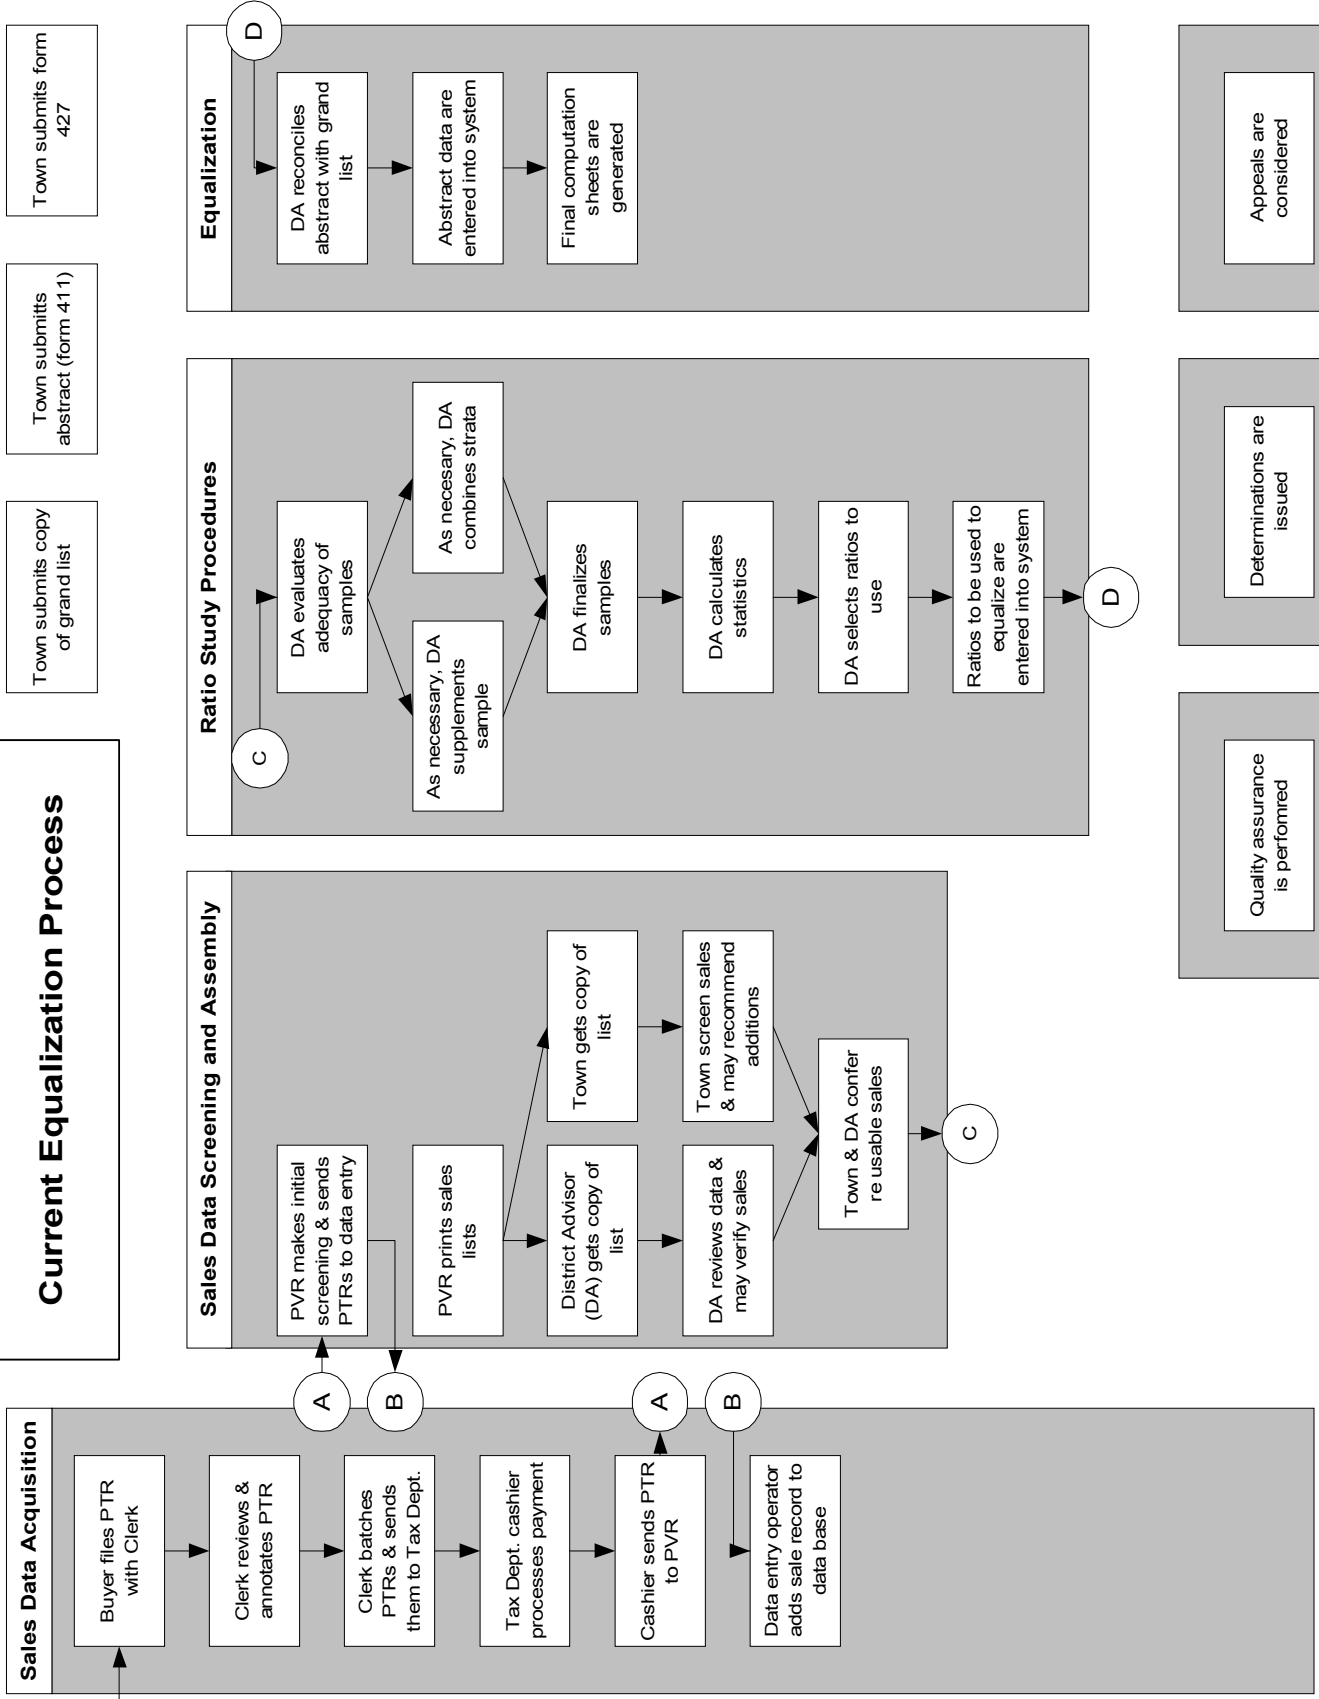 Current Equalization Process
Town submits copy
of grand list
Town submitts
abstract (form 411)
Town submits form
427
Sales Data Acquisition
Buyer files PTR
with Clerk
Clerk reviews &
annotates PTR
Clerk batches
PTRs & sends
them to Tax Dept.
Tax Dept. cashier
processes payment
Cashier sends PTR
to PVR
A
B
Data entry operator
adds sale record to
data base
Sales Data Screening and Assembly
A
PVR makes initial
screening & sends
PTRs to data entry
B
PVR prints sales
lists
District Advisor
(DA) gets copy of
list
Town gets copy of
list
DA reviews data &
may verify sales
Town screen sales
& may recommend
additions
Town & DA confer
re usable sales
C
Ratio Study Procedures
C
DA evaluates
adequacy of
samples
As necessary, DA
supplements
sample
As necessary, DA
combines strata
DA finalizes
samples
DA calculates
statistics
DA selects ratios to
use
Ratios to be used to
equalize are
entered into system
D
Equalization
D
DA reconciles
abstract with grand
list
Abstract data are
entered into system
Final computation
sheets are
generated
Quality assurance
is perfomred
Determinations are
issued
Appeals are
considered